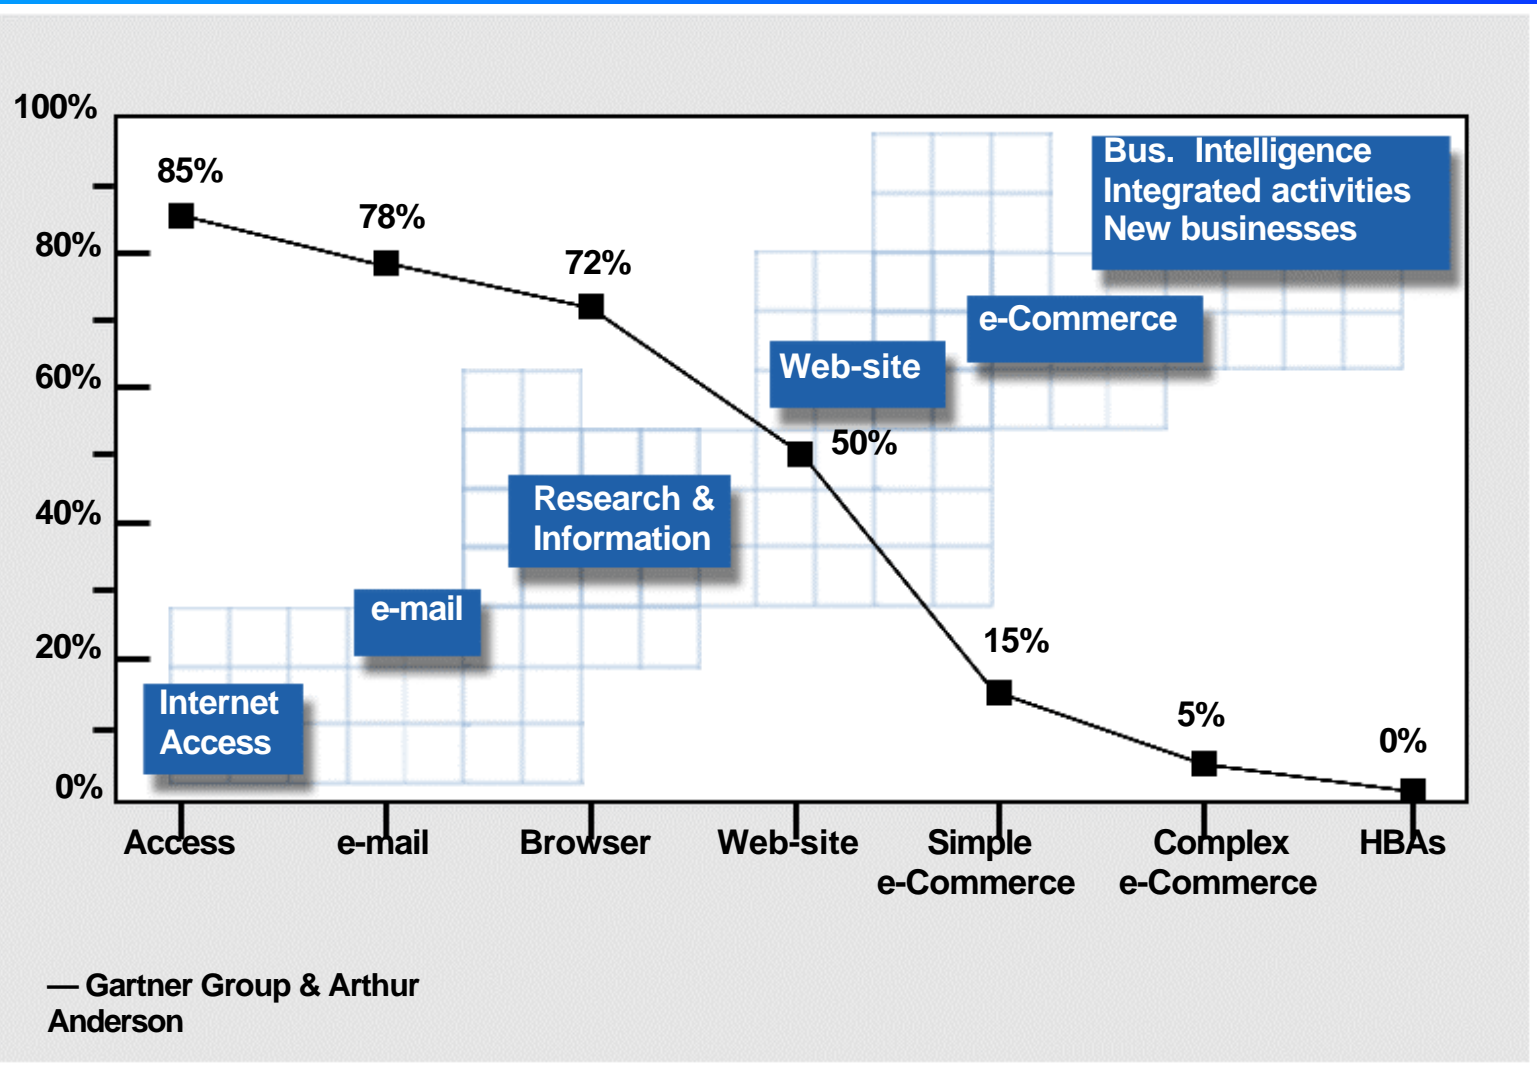 100%
85%
Bus. Intelligence
Integrated activities
New businesses
78%
80%
72%
e-Commerce
Web-site
60%
50%
Research &
Information
40%
e-mail
15%
20%
Internet
Access
5%
0%
0%
Access e-mail Browser Web-site Simple Complex HBAs
e-Commerce e-Commerce
— Gartner Group & Arthur
Anderson